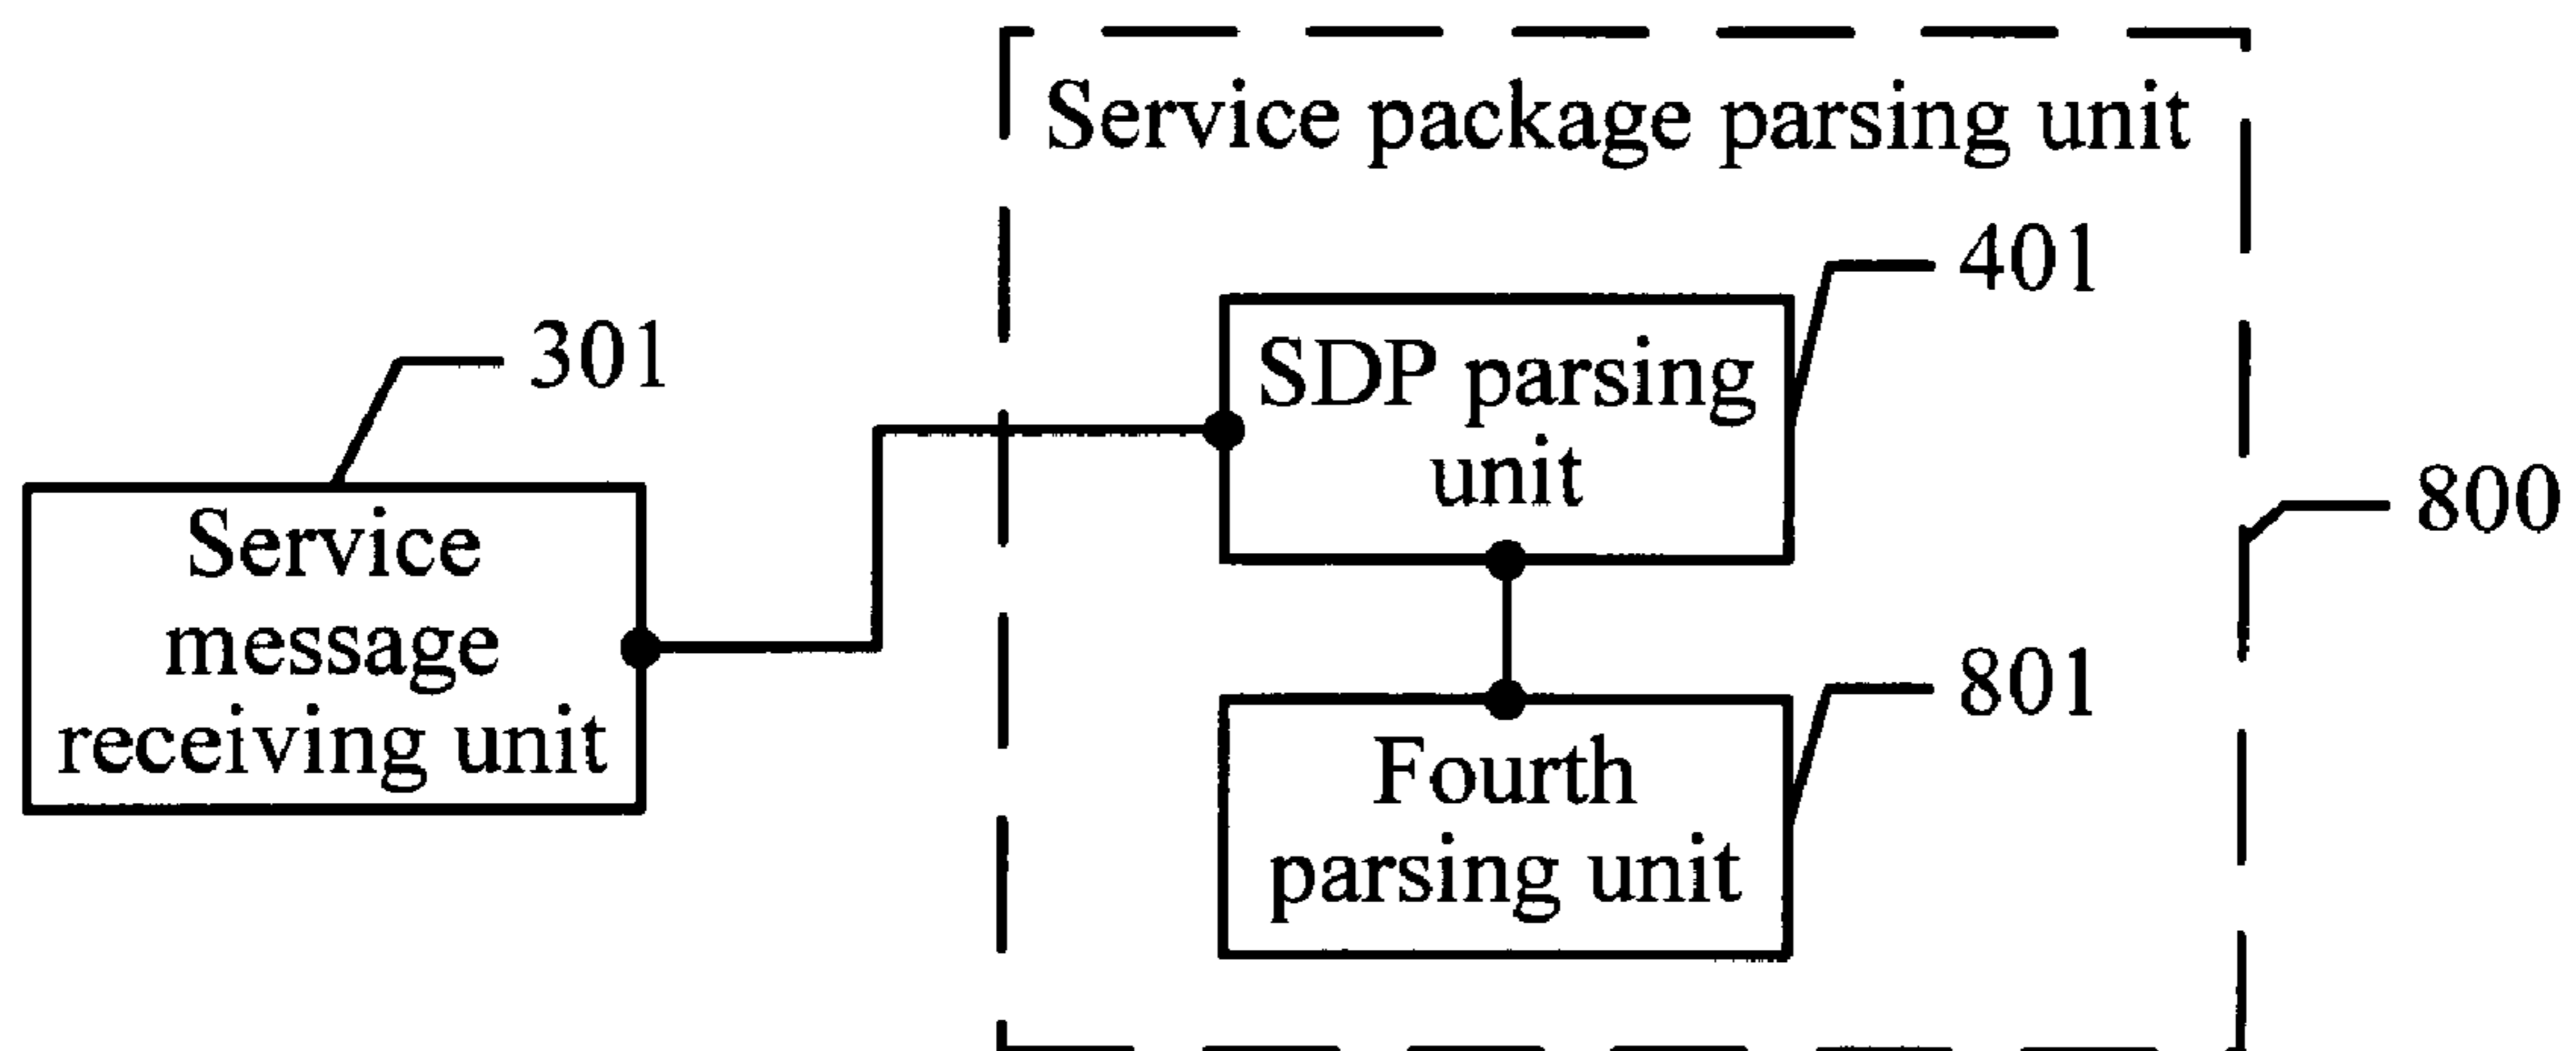 Service package parsing unit
401
SDP parsing
unit
301
Service
message
receiving unit
800
801
Fourth
parsing unit